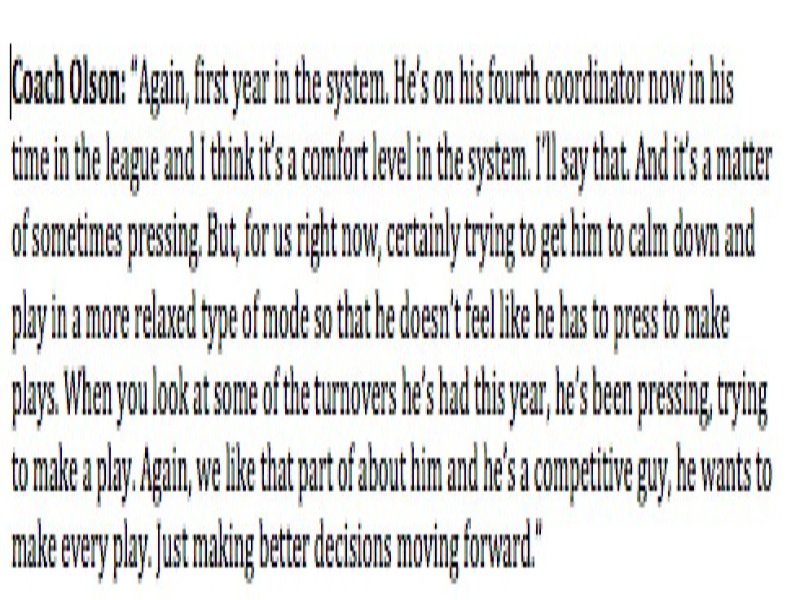 Coach Olson: "Again, first year in the system. He's on his fourth coordinator now in his
time in the league and I think it's a comfort level in the system. I'll say that. And it's a matter
of sometimes pressing. But, for us right now, certainly trying to get him to calm down and
play in a more relaxed type of mode so that he doesn't feel like he has to press to make
plays. When you look at some of the turnovers he's had this year, he's been pressing, trying
to make a play. Again, we like that part of about him and he's a competitive guy, he wants to
make every play. Just making better decisions moving forward."